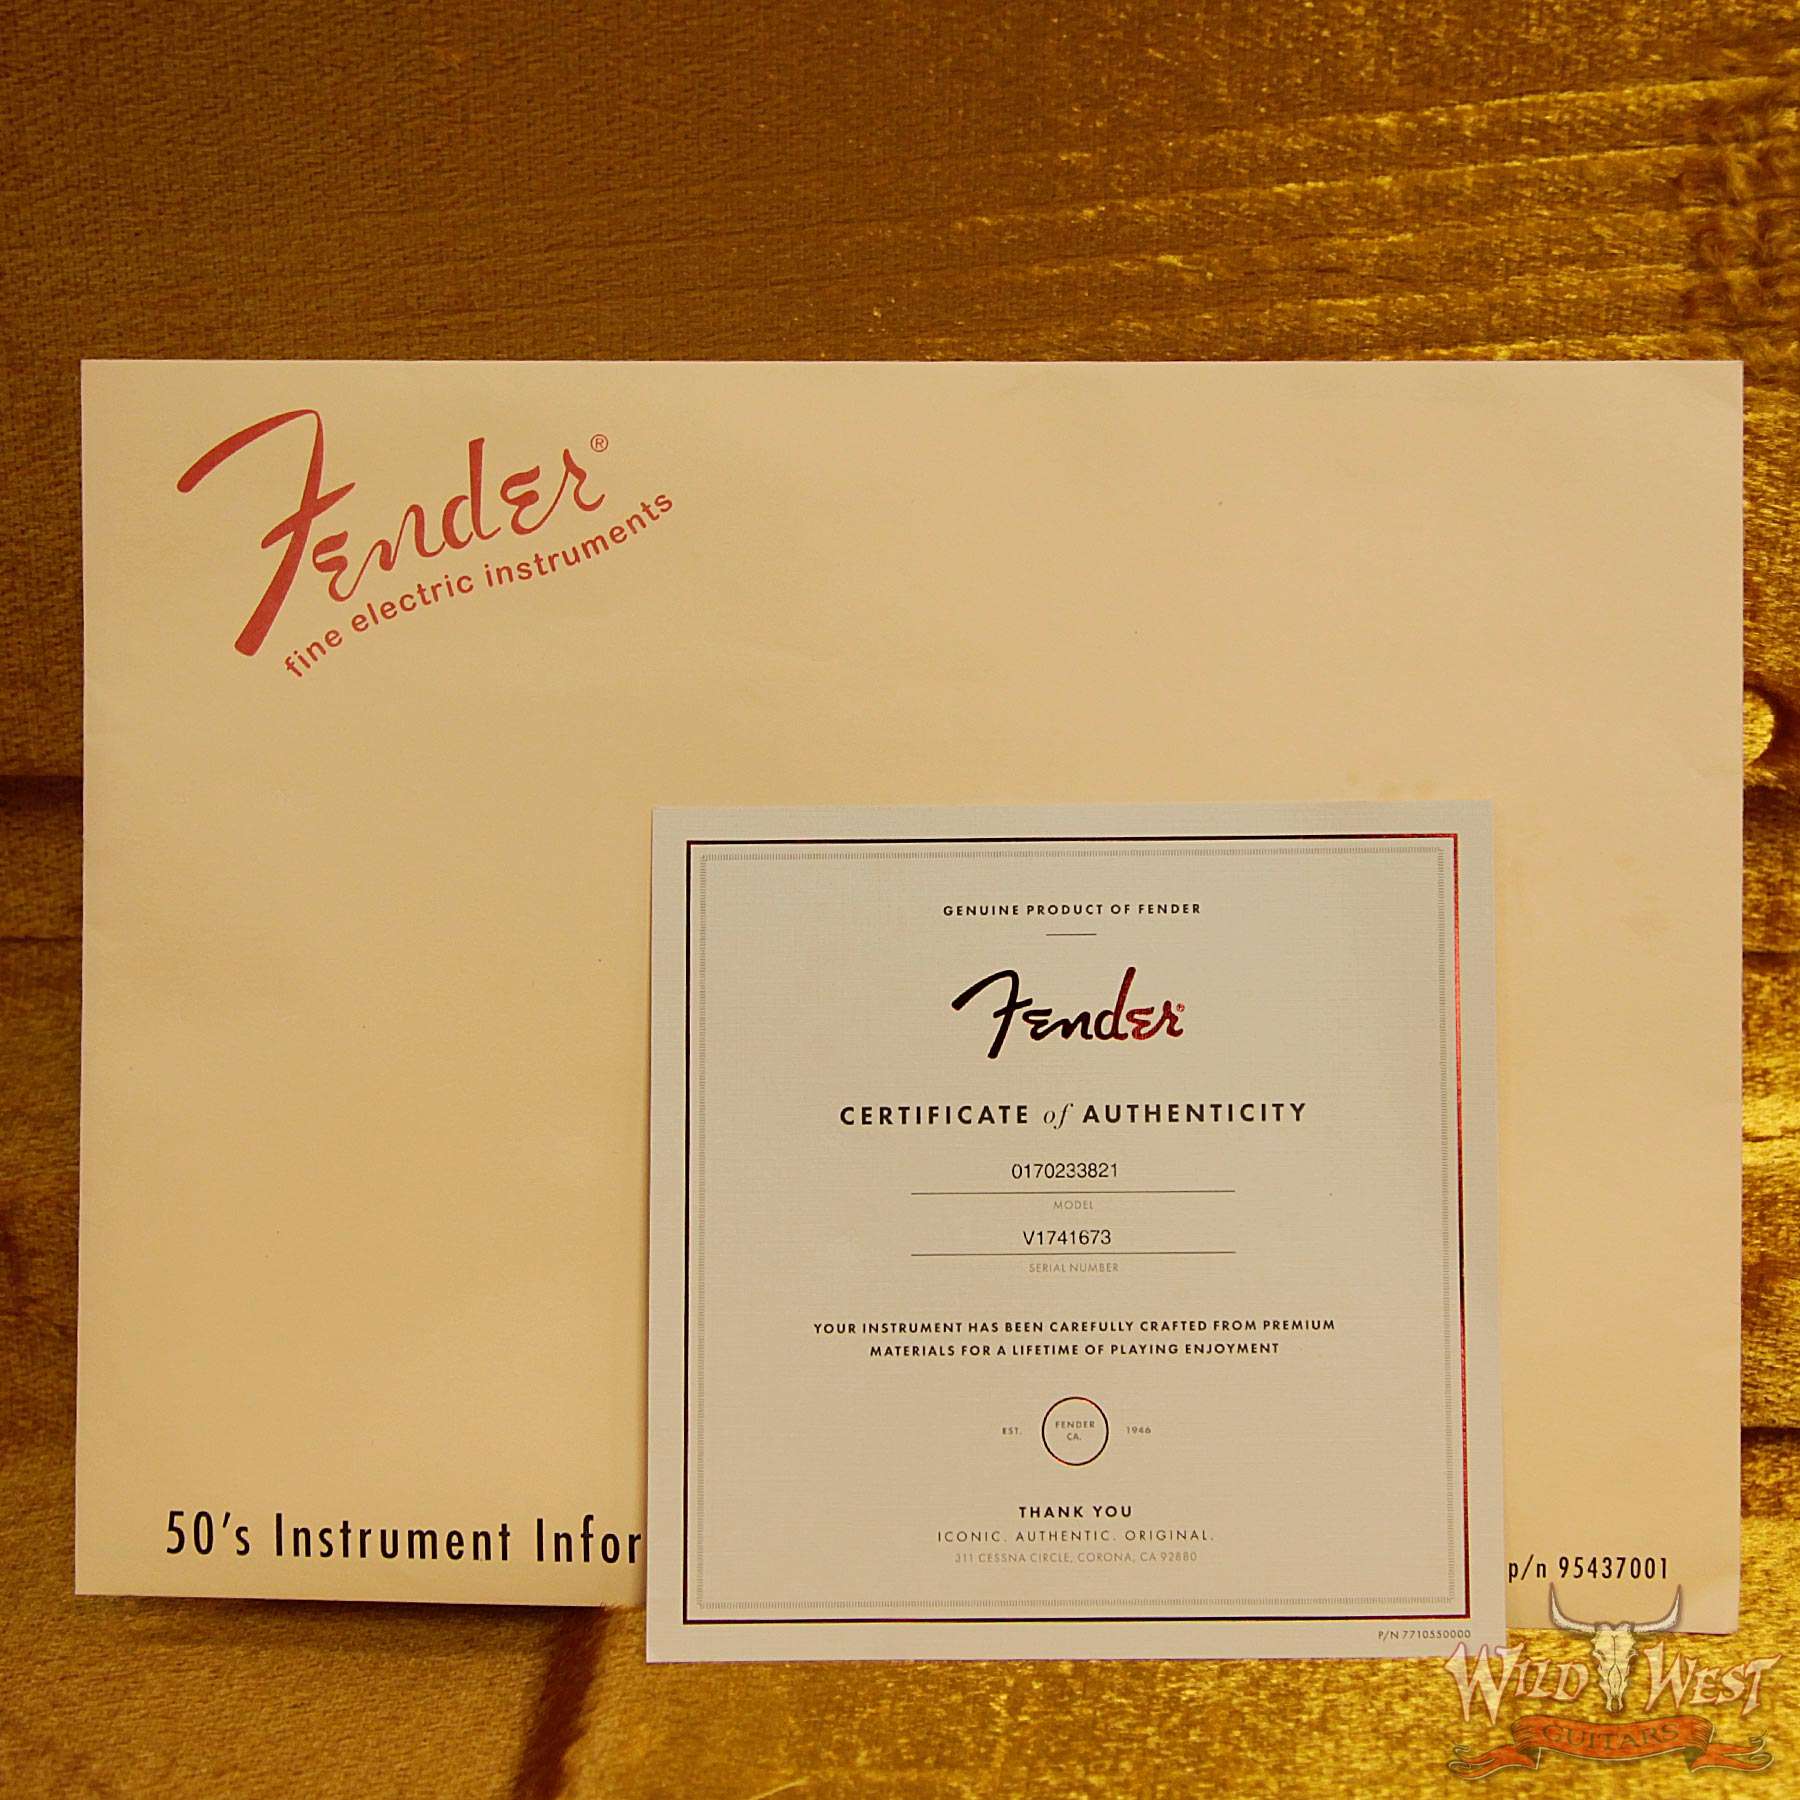 Fender®
fine electric instruments
GENUINE PRODUCT OF FENDER
Fender®
CERTIFICATE of AUTHENTICITY
0170233821
MODEL
V1741673
SERIAL NUMBER
YOUR INSTRUMENT HAS BEEN CAREFULLY CRAFTED FROM PREMIUM
MATERIALS FOR A LIFETIME OF PLAYING ENJOYMENT
EST. FENDER CA. 1946
THANK YOU
ICONIC. AUTHENTIC. ORIGINAL.
311 CESSNA CIRCLE, CORONA, CA 92880
P/N 7710550000
50's Instrument Infor
p/n 95437001
WILD WEST
GUITARS